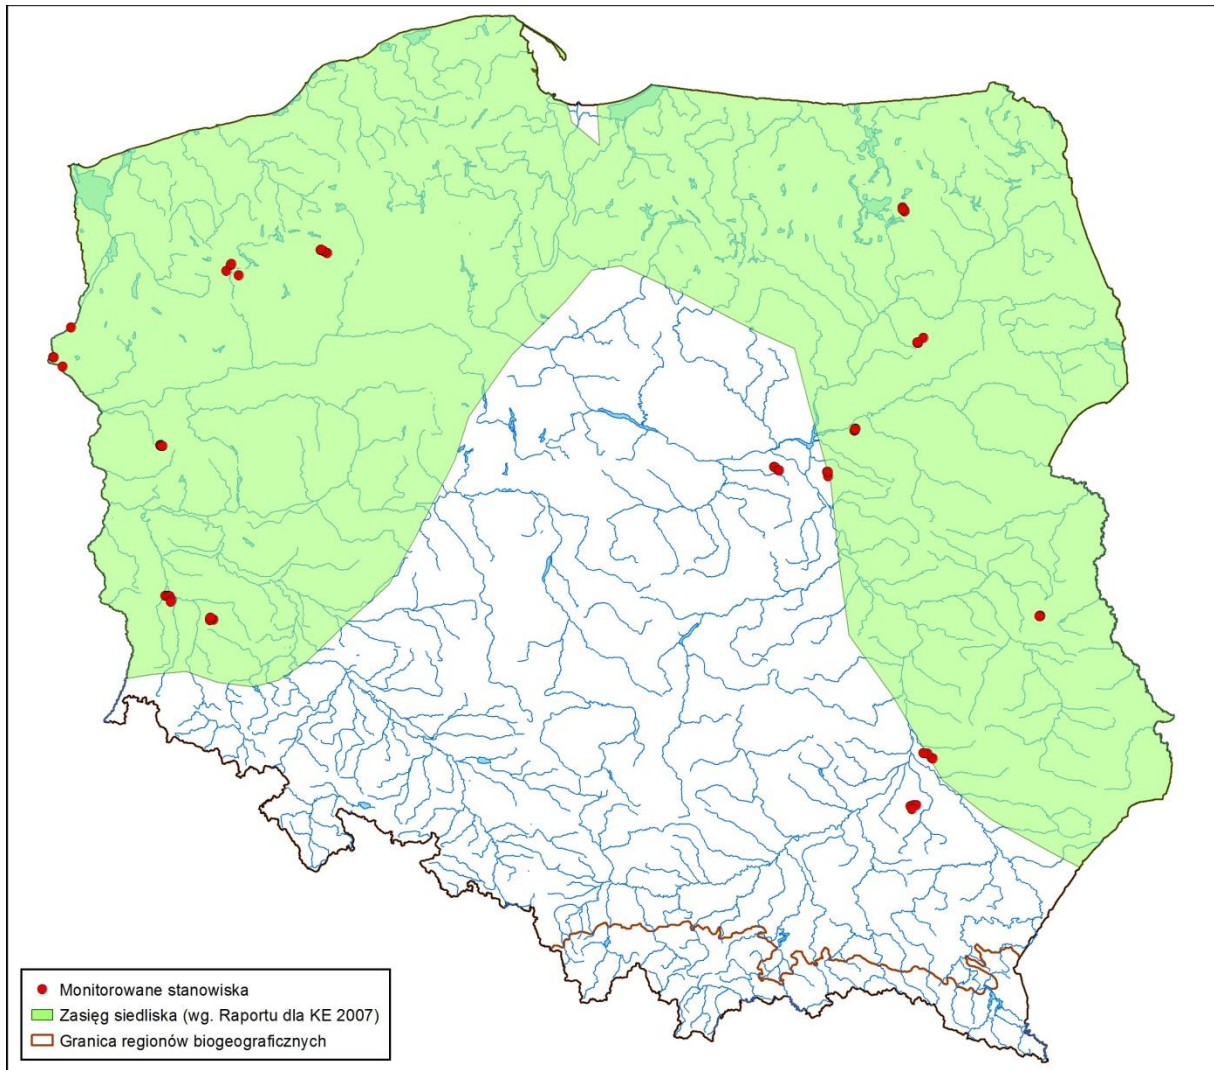 Monitorowane stanowiska
Zasięg siedliska (wg. Raportu dla KE 2007)
Granica regionów biogeograficznych